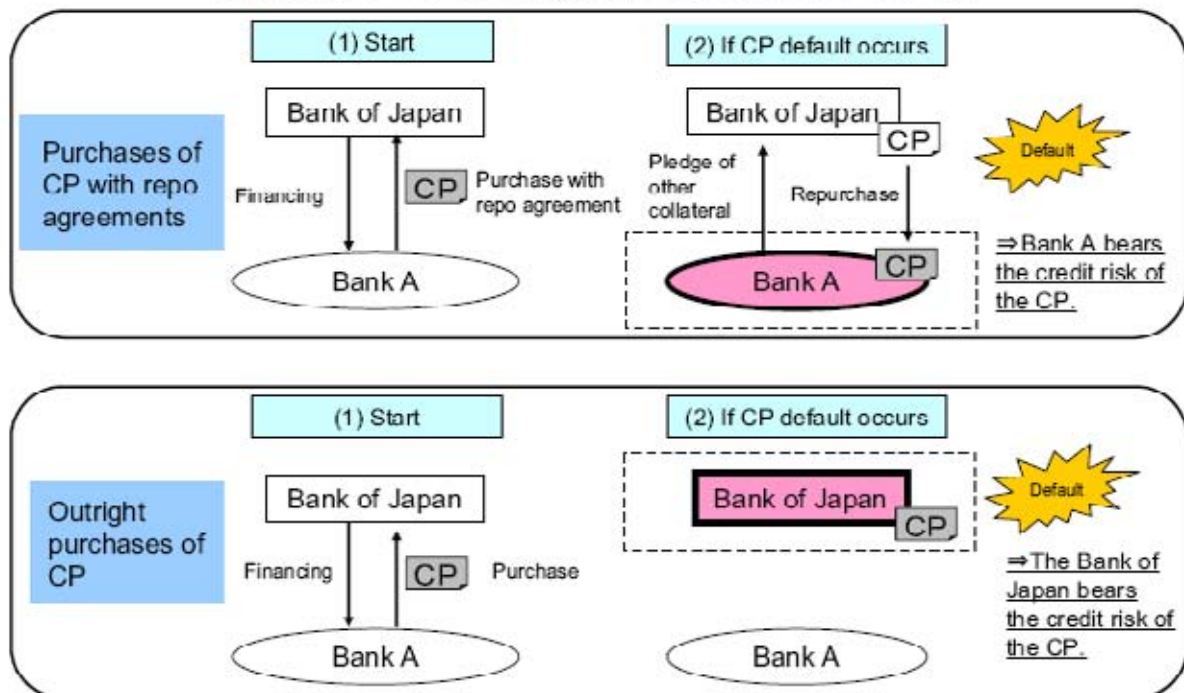 (1) Start
(2) If CP default occurs
Purchases of
CP with repo
agreements
Bank of Japan
Financing
CP
Purchase with
repo agreement
Bank A
Bank of Japan
CP
Pledge of
other
collateral
Repurchase
CP
Bank A
Default
⇒Bank A bears
the credit risk of
the CP.
(1) Start
(2) If CP default occurs
Outright
purchases of
CP
Bank of Japan
Financing
CP
Purchase
Bank A
Bank of Japan
CP
Bank A
Default
⇒The Bank of
Japan bears
the credit risk of
the CP.